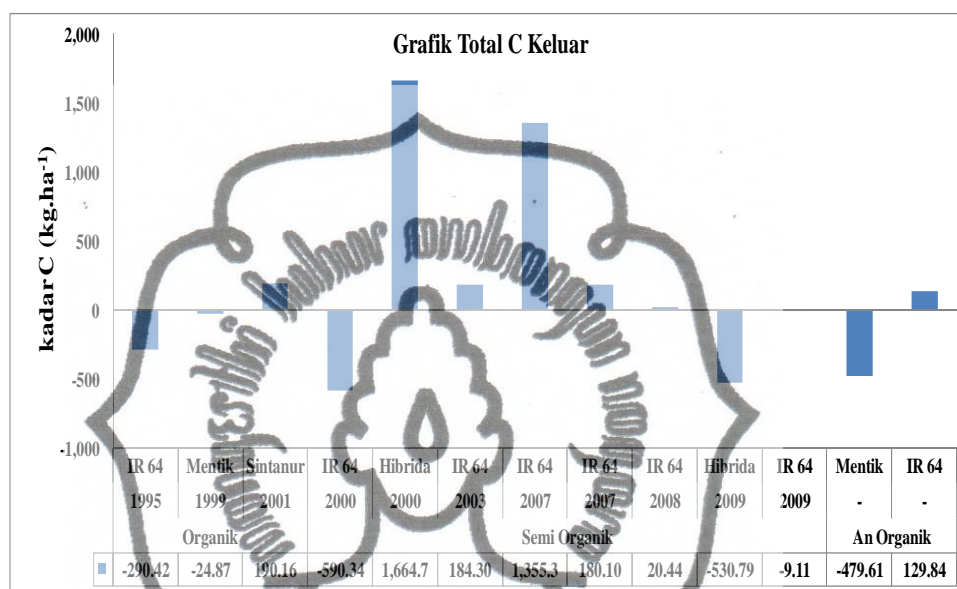 Grafik Total C Keluar
kadar C (kg.ha⁻¹)
2,000
1,500
1,000
500
0
-500
-1,000
IR 64 Mentik Sintanur IR 64 Hibrida IR 64 IR 64 IR 64 IR 64 Hibrida IR 64 Mentik IR 64
1995 1999 2001 2000 2000 2003 2007 2007 2008 2009 2009 - -
Organik Semi Organik An Organik
-290.42 -24.87 190.16 -590.34 1,664.7 184.30 1,355.3 180.10 20.44 -530.79 -9.11 -479.61 129.84